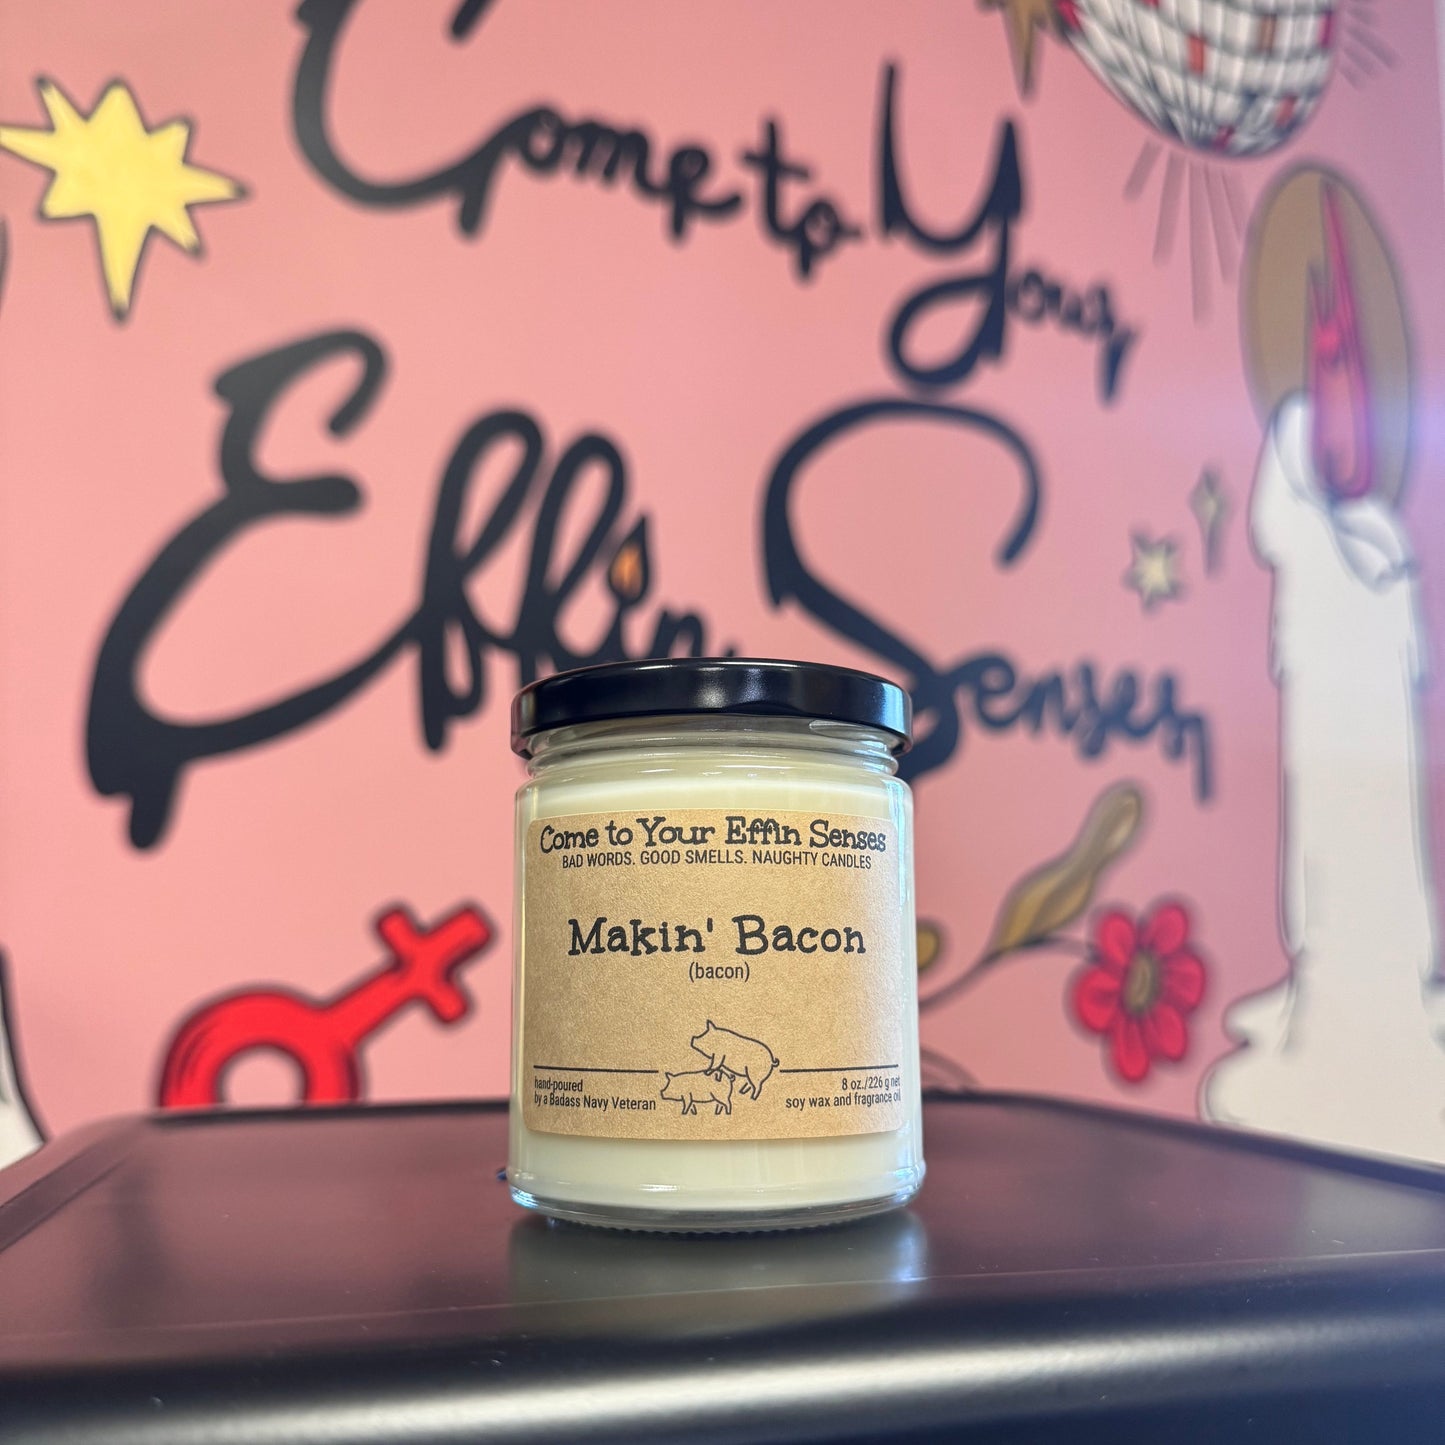 Come to Your
Effin Senses
Come to Your Effin Senses
BAD WORDS. GOOD SMELLS. NAUGHTY CANDLES
Makin' Bacon
(bacon)
hand-poured
by a Badass Navy Veteran
8 oz./226 g net
soy wax and fragrance oil